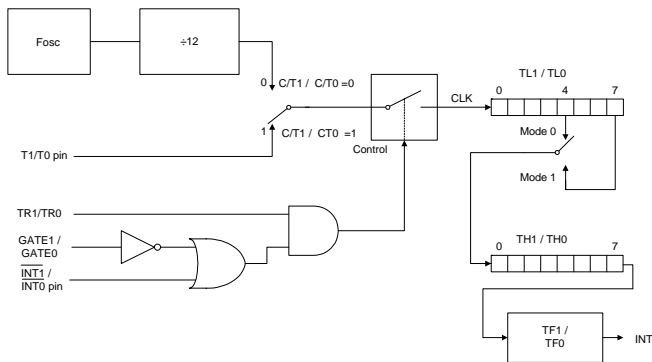 Fosc
÷12
TL1 / TL0
0 C/T1 / C/T0 =0
CLK
0 4 7
Mode 0
1 C/T1 / CT0 =1
Control
T1/T0 pin
Mode 1
TR1/TR0
TH1 / TH0
0 7
GATE1 /
GATE0
INT1 /
INT0 pin
TF1 /
TF0
INT